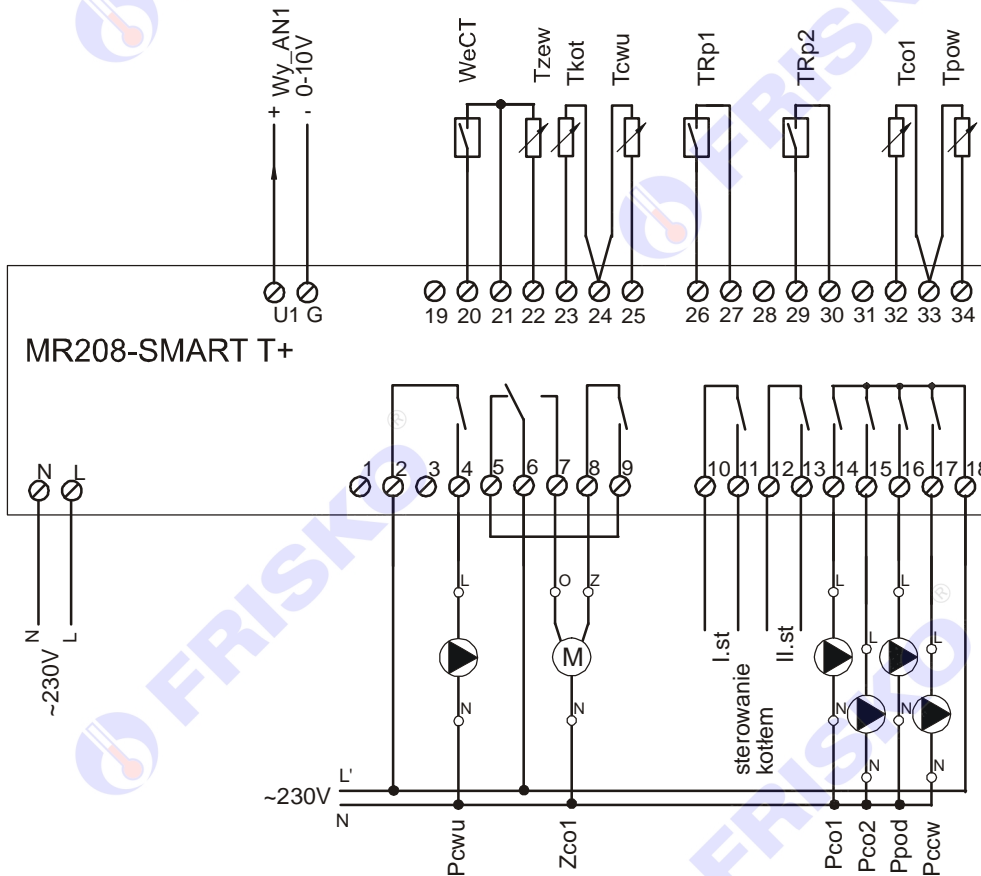 FRISKO
+ Wy_AN1
- 0-10V
WeCT
Tzew
Tkot
Tcwu
TRp1
TRp2
Tco1
Tpow
FRISKO
U1 G 19 20 21 22 23 24 25 26 27 28 29 30 31 32 33 34
MR208-SMART T+
®
N L 1 2 3 4 5 6 7 8 9 10 11 12 13 14 15 16 17 18
FRISKO
L O Z L L
®
N L
~230V
M
I.st
II.st
L L
N N N N
sterowanie
kotłem
N N
L'
~230V
N
Pcwu
Zco1
Pco1
Pco2
Ppod
Pccw
FRISKO